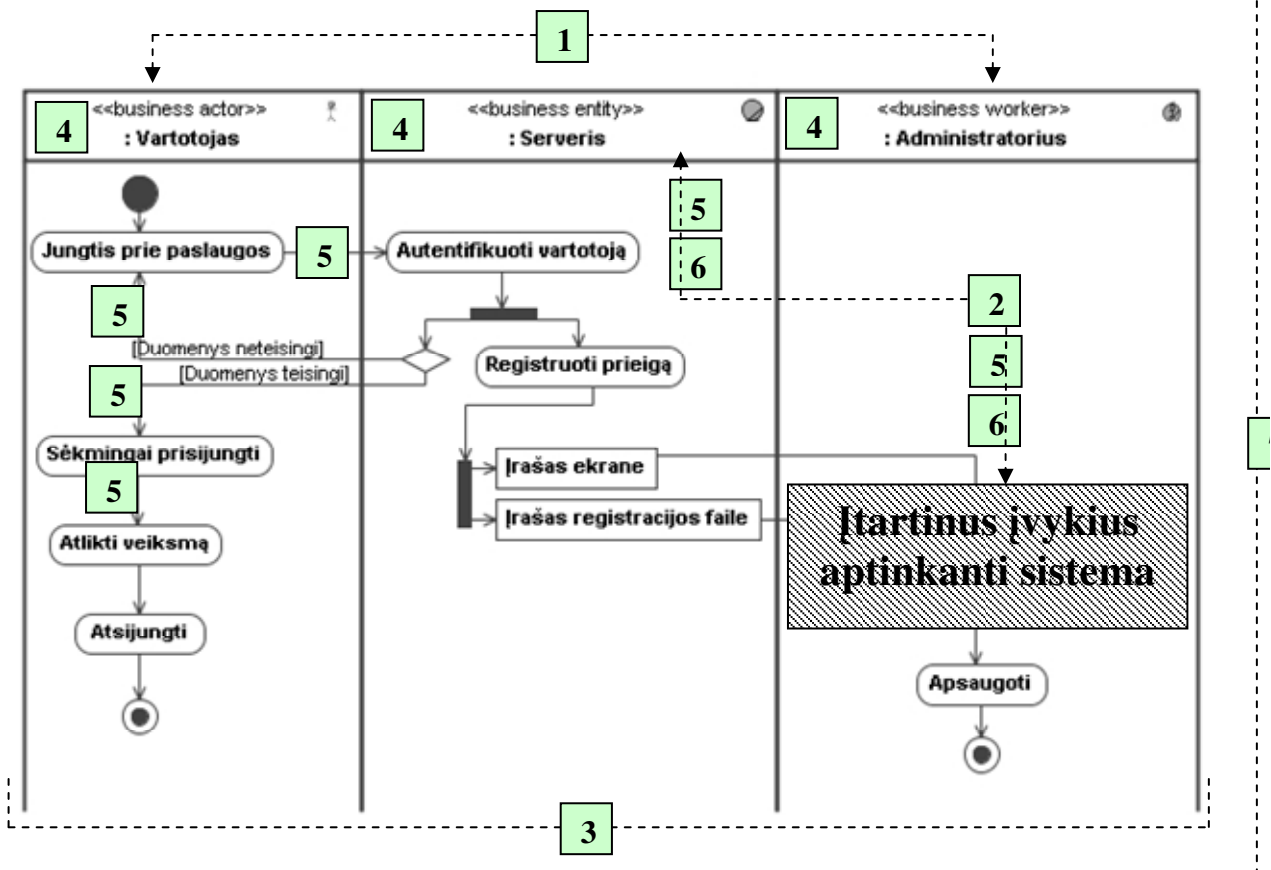 1
4
<<business actor>>
: Vartotojas
4
<<business entity>>
: Serveris
4
<<business worker>>
: Administratorius
Jungtis prie paslaugos
5
Autentifikuoti vartotoją
5
6
5
2
5
6
[Duomenys neteisingi]
[Duomenys teisingi]
Registruoti prieigą
5
Sėkmingai prisijungti
5
Įrašas ekrane
Įrašas registracijos faile
Įtartinus įvykius
aptinkanti sistema
Atlikti veiksmą
Atsijungti
Apsaugoti
3